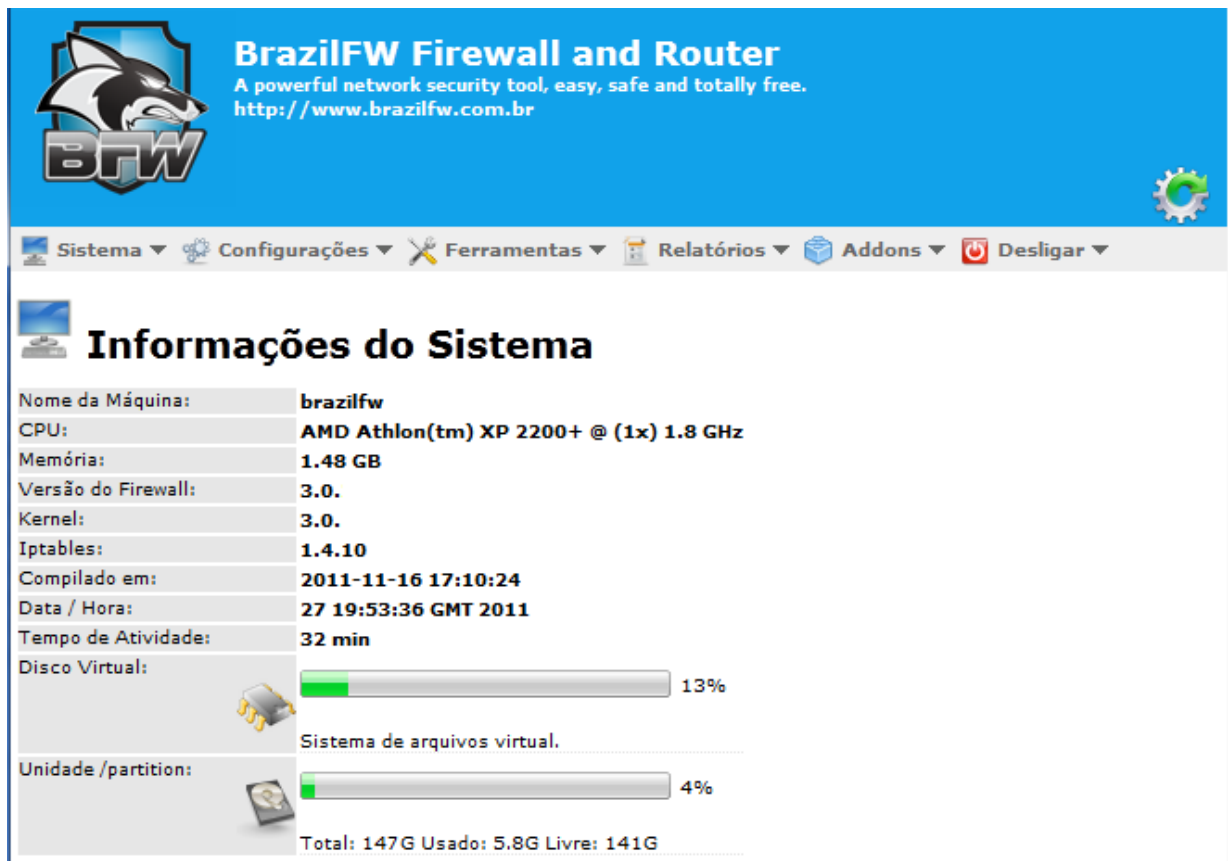 BFW
BrazilFW Firewall and Router
A powerful network security tool, easy, safe and totally free.
http://www.brazilfw.com.br
Sistema Configurações Ferramentas Relatórios Addons Desligar
Informações do Sistema
Nome da Máquina: brazilfw
CPU: AMD Athlon(tm) XP 2200+ @ (1x) 1.8 GHz
Memória: 1.48 GB
Versão do Firewall: 3.0.
Kernel: 3.0.
Iptables: 1.4.10
Compilado em: 2011-11-16 17:10:24
Data / Hora: 27 19:53:36 GMT 2011
Tempo de Atividade: 32 min
Disco Virtual: 13%
Sistema de arquivos virtual.
Unidade /partition: 4%
Total: 147G Usado: 5.8G Livre: 141G